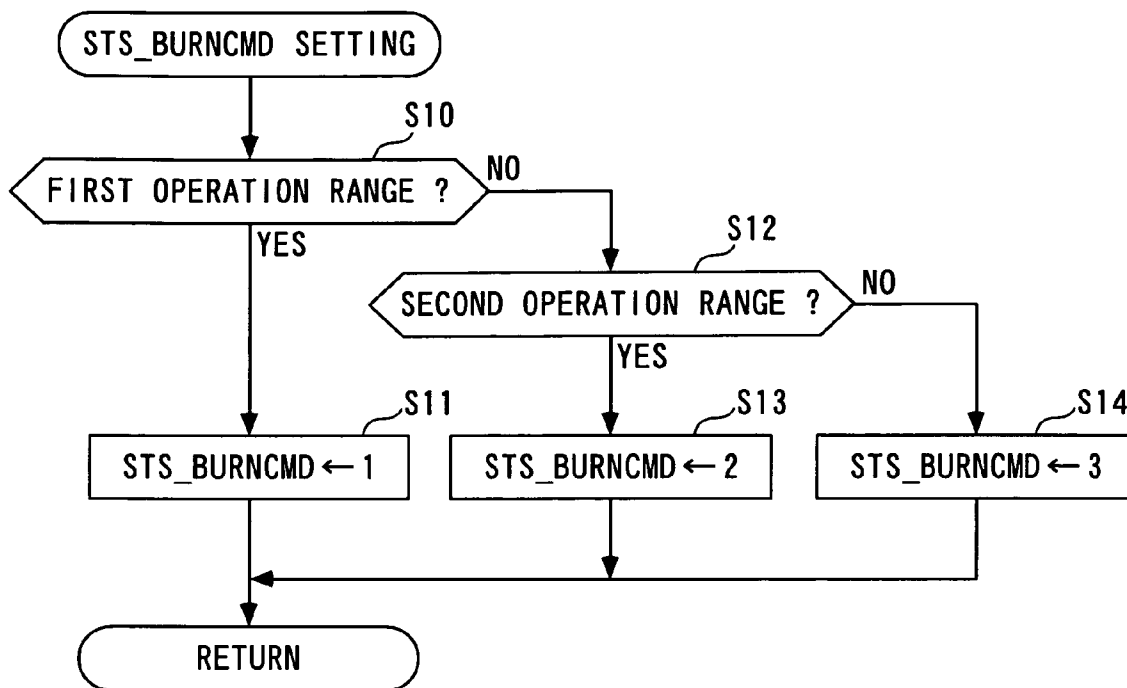 STS_BURNCMD SETTING
S10
FIRST OPERATION RANGE ?
NO
YES
S12
SECOND OPERATION RANGE ?
NO
YES
S11
STS_BURNCMD←1
S13
STS_BURNCMD←2
S14
STS_BURNCMD←3
RETURN